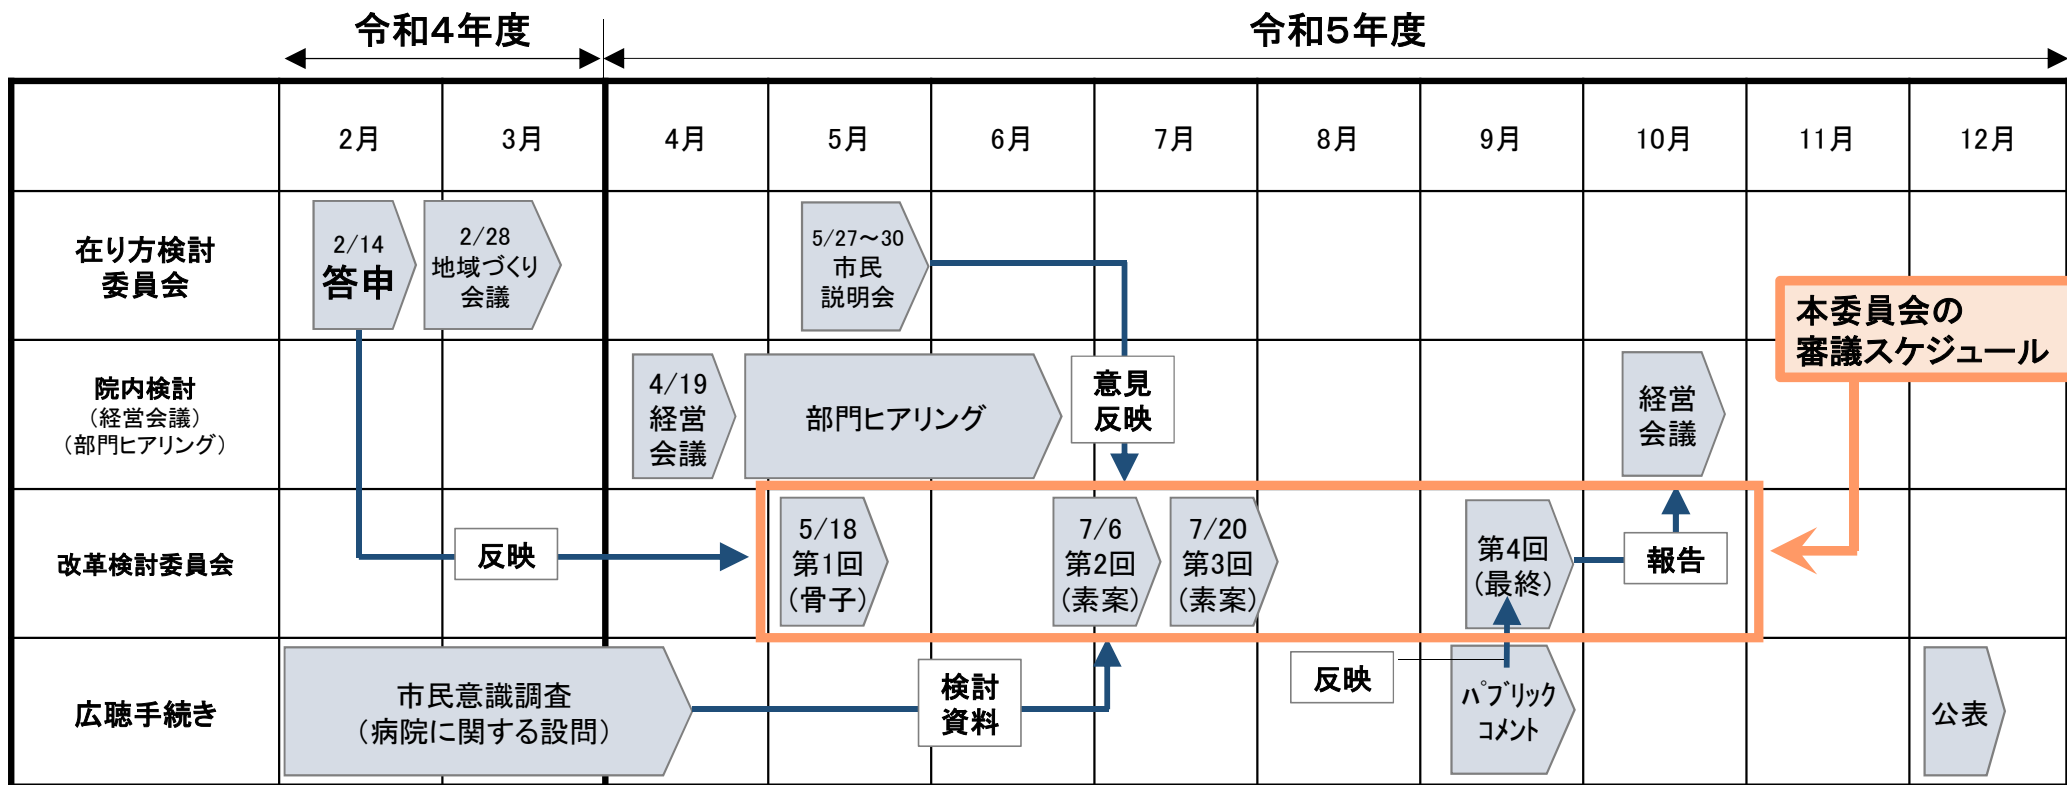 令和4年度
令和5年度
2月
3月
4月
5月
6月
7月
8月
9月
10月
11月
12月
在り方検討
委員会
2/14
答申
2/28
地域づくり
会議
5/27～30
市民
説明会
本委員会の
審議スケジュール
院内検討
（経営会議）
（部門ヒアリング）
4/19
経営
会議
部門ヒアリング
意見
反映
経営
会議
改革検討委員会
反映
5/18
第1回
(骨子)
7/6
第2回
(素案)
7/20
第3回
(素案)
第4回
(最終)
報告
広聴手続き
市民意識調査
（病院に関する設問）
検討
資料
反映
パブリック
コメント
公表